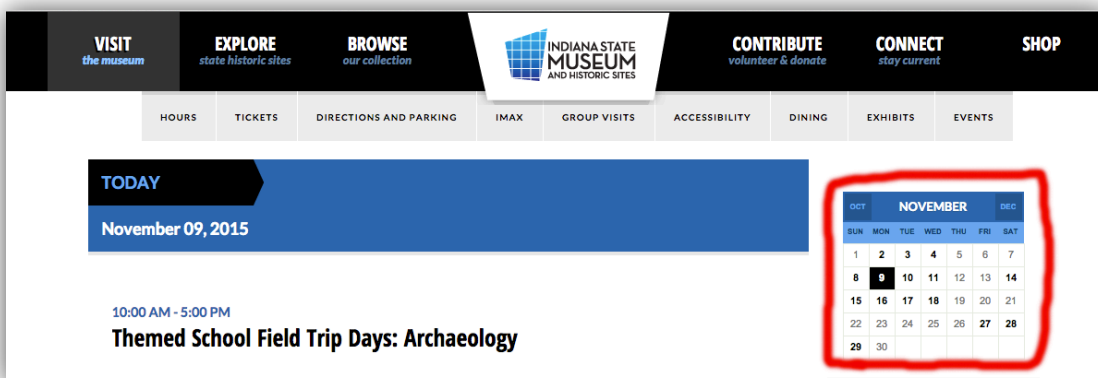 VISIT
the museum
EXPLORE
state historic sites
BROWSE
our collection
INDIANA STATE
MUSEUM
AND HISTORIC SITES
CONTRIBUTE
volunteer & donate
CONNECT
stay current
SHOP
HOURS TICKETS DIRECTIONS AND PARKING IMAX GROUP VISITS ACCESSIBILITY DINING EXHIBITS EVENTS
TODAY
November 09, 2015
10:00 AM - 5:00 PM
Themed School Field Trip Days: Archaeology
OCT NOVEMBER DEC
SUN MON TUE WED THU FRI SAT
1 2 3 4 5 6 7
8 9 10 11 12 13 14
15 16 17 18 19 20 21
22 23 24 25 26 27 28
29 30